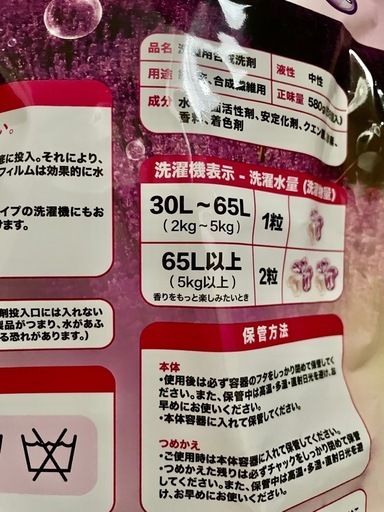 品名 洗濯用合成洗剤 液性 中性
用途 合成繊維用 正味量 580g
成分 水、界面活性剤、安定化剤、クエン酸
香料、着色剤
い。
に投入。それにより、
フィルムは効果的に水
イプの洗濯機にもお
けます。
剤投入口には入れない
製品がつまり、水があふ
る恐れがあります。）
洗濯機表示 - 洗濯水量（洗濯物量）
30L～65L
（2kg～5kg）
1粒
65L以上
（5kg以上）
香りをもっと楽しみたいとき
2粒
保管方法
本体
・使用後は必ず容器のフタをしっかり閉めて保管してく
ださい。また、保管中は高温・多湿・直射日光を避け、
早めにお使いください。
・本体容器に入れて保管してください。
つめかえ
・ご使用時は本体容器に入れて保管してください。
・つめかえた残りは必ずチャックをしっかり閉めて保管
してください。また、保管中は高温・多湿・直射日光を避
け、お早めにお使いください。